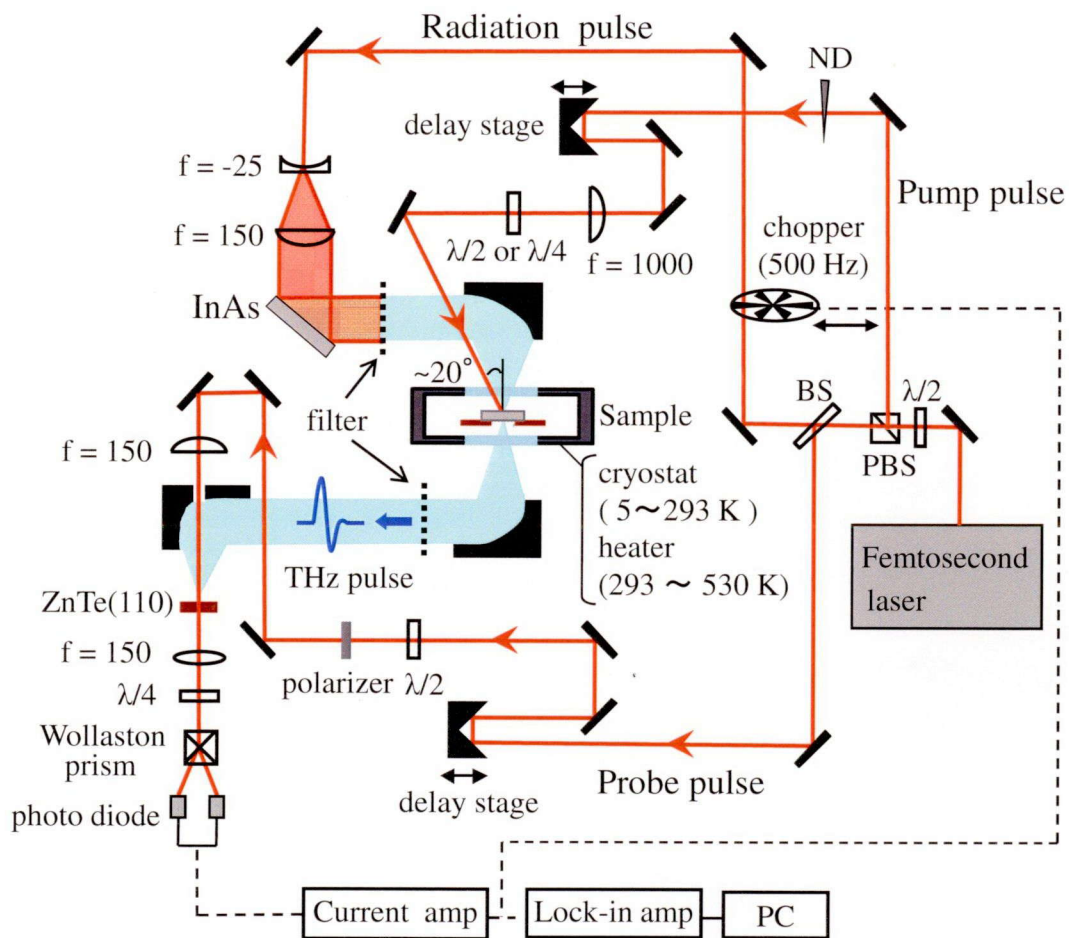 Radiation pulse
ND
delay stage
f = -25
Pump pulse
f = 150
λ/2 or λ/4
f = 1000
chopper
(500 Hz)
InAs
~20°
BS
λ/2
filter
Sample
PBS
f = 150
cryostat
( 5～293 K )
heater
(293 ～ 530 K)
Femtosecond
laser
THz pulse
ZnTe(110)
f = 150
polarizer λ/2
λ/4
Wollaston
prism
Probe pulse
delay stage
photo diode
Current amp
Lock-in amp
PC